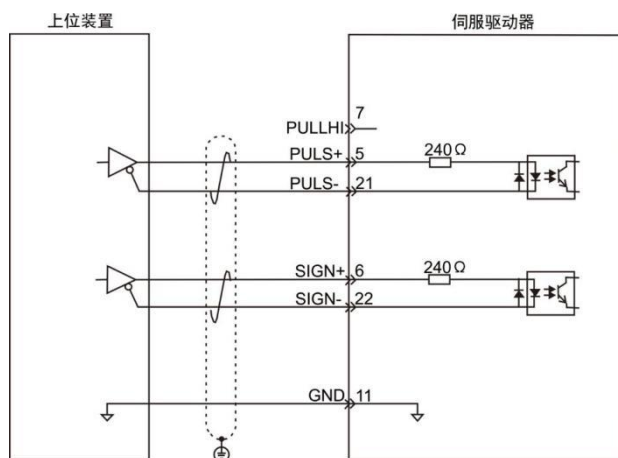 上位装置
伺服驱动器
7
PULLHI
PULS+ 5 240Ω
PULS- 21
SIGN+ 6 240Ω
SIGN- 22
GND 11